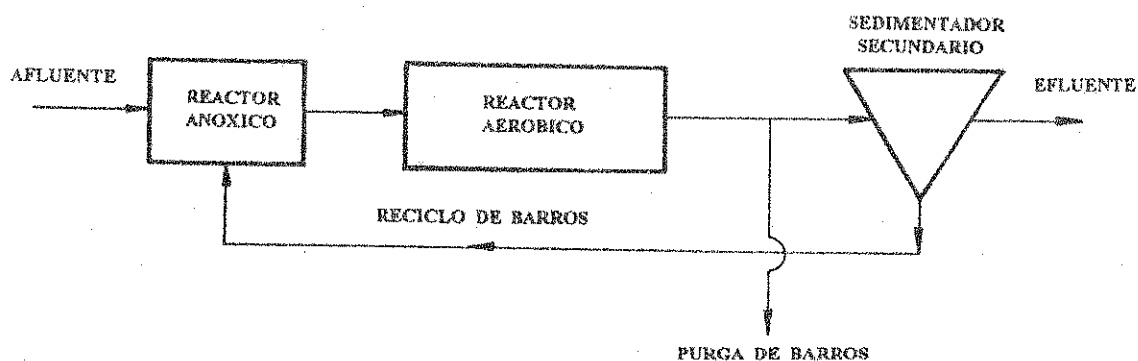 SEDIMENTADOR
SECUNDARIO
AFLUENTE
REACTOR
ANOXICO
REACTOR
AEROBICO
EFLUENTE
RECICLO DE BARROS
PURGA DE BARROS